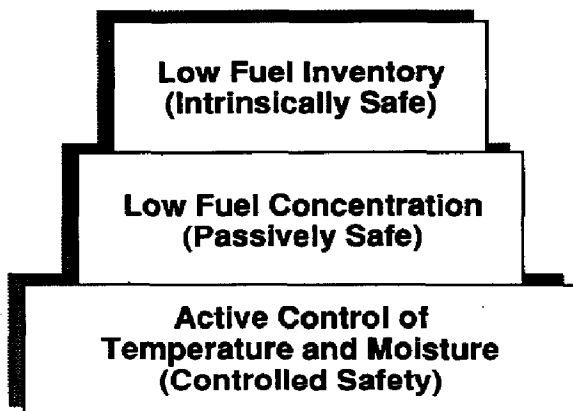 Low Fuel Inventory
(Intrinsically Safe)
Low Fuel Concentration
(Passively Safe)
Active Control of
Temperature and Moisture
(Controlled Safety)